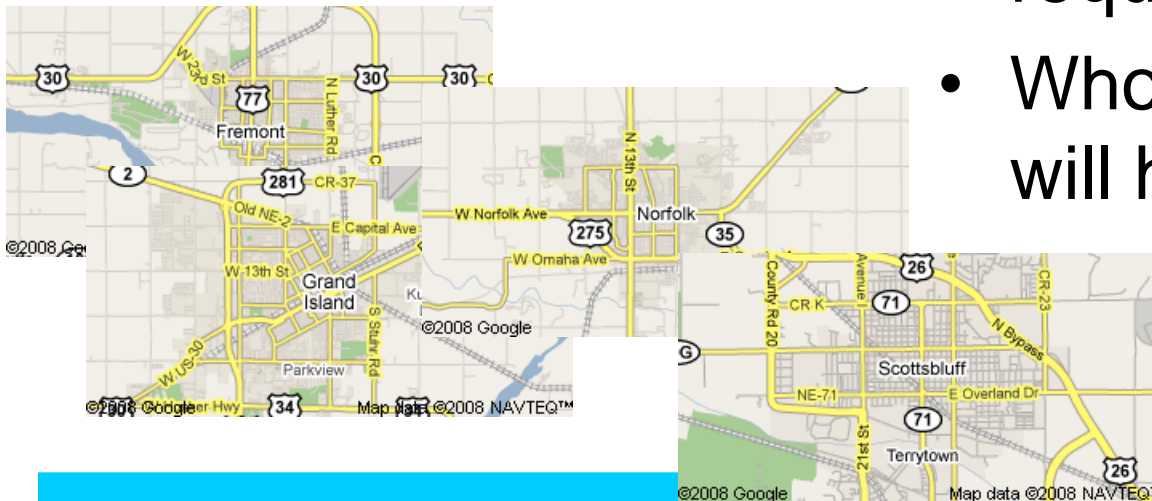 • Who
will h
30
W 23rd St
30
30
77
N Luther Rd
Fremont
2
281
CR-37
Old NE-2
E Capital Ave
©2008
W 13th St
Grand
Island
S Stuhr Rd
W US-30
Parkview
34
Map data ©2008 NAVTEQ™
N 13th St
W Norfolk Ave
Norfolk
275
35
W Omaha Ave
©2008 Google
26
County Rd 20
Avenue I
CR-23
CR K
71
N Bypass
G
Scottsbluff
NE-71
E Overland Dr
71
21st St
Terrytown
26
©2008 Google
Map data ©2008 NAVTEQ